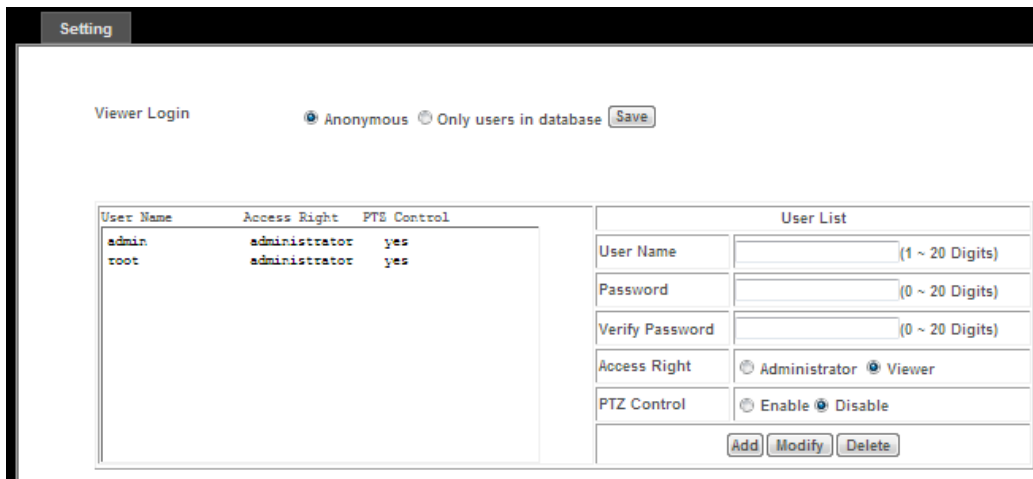 Setting
Viewer Login Anonymous Only users in database Save
User Name Access Right PTZ Control
admin administrator yes
root administrator yes
User List
User Name (1 ~ 20 Digits)
Password (0 ~ 20 Digits)
Verify Password (0 ~ 20 Digits)
Access Right Administrator Viewer
PTZ Control Enable Disable
Add Modify Delete